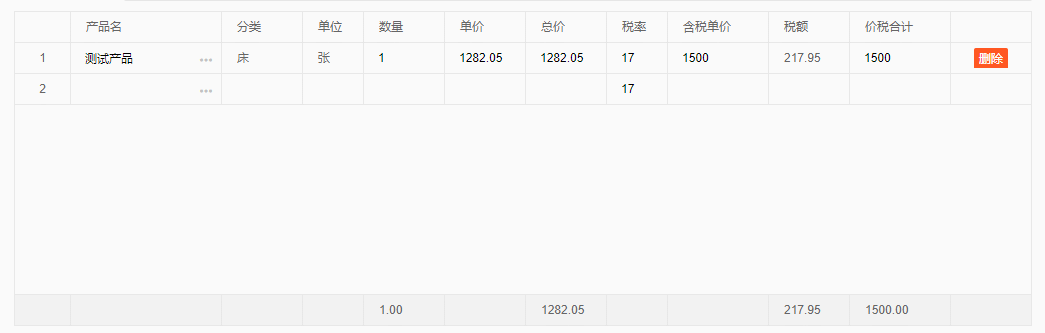 产品名 分类 单位 数量 单价 总价 税率 含税单价 税额 价税合计
1 测试产品 ••• 床 张 1 1282.05 1282.05 17 1500 217.95 1500 删除
2 ••• 17
1.00 1282.05 217.95 1500.00